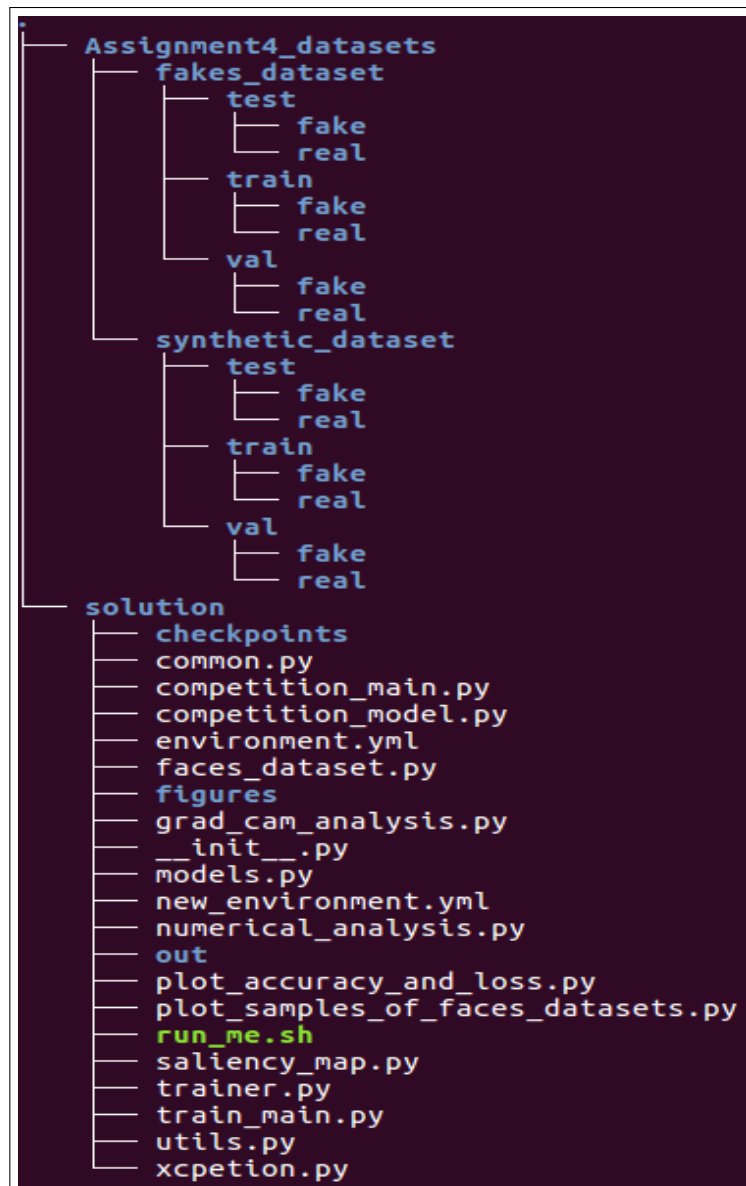 .
Assignment4_datasets
fakes_dataset
test
fake
real
train
fake
real
val
fake
real
synthetic_dataset
test
fake
real
train
fake
real
val
fake
real
solution
checkpoints
common.py
competition_main.py
competition_model.py
environment.yml
faces_dataset.py
figures
grad_cam_analysis.py
__init__.py
models.py
new_environment.yml
numerical_analysis.py
out
plot_accuracy_and_loss.py
plot_samples_of_faces_datasets.py
run_me.sh
saliency_map.py
trainer.py
train_main.py
utils.py
xcpetion.py